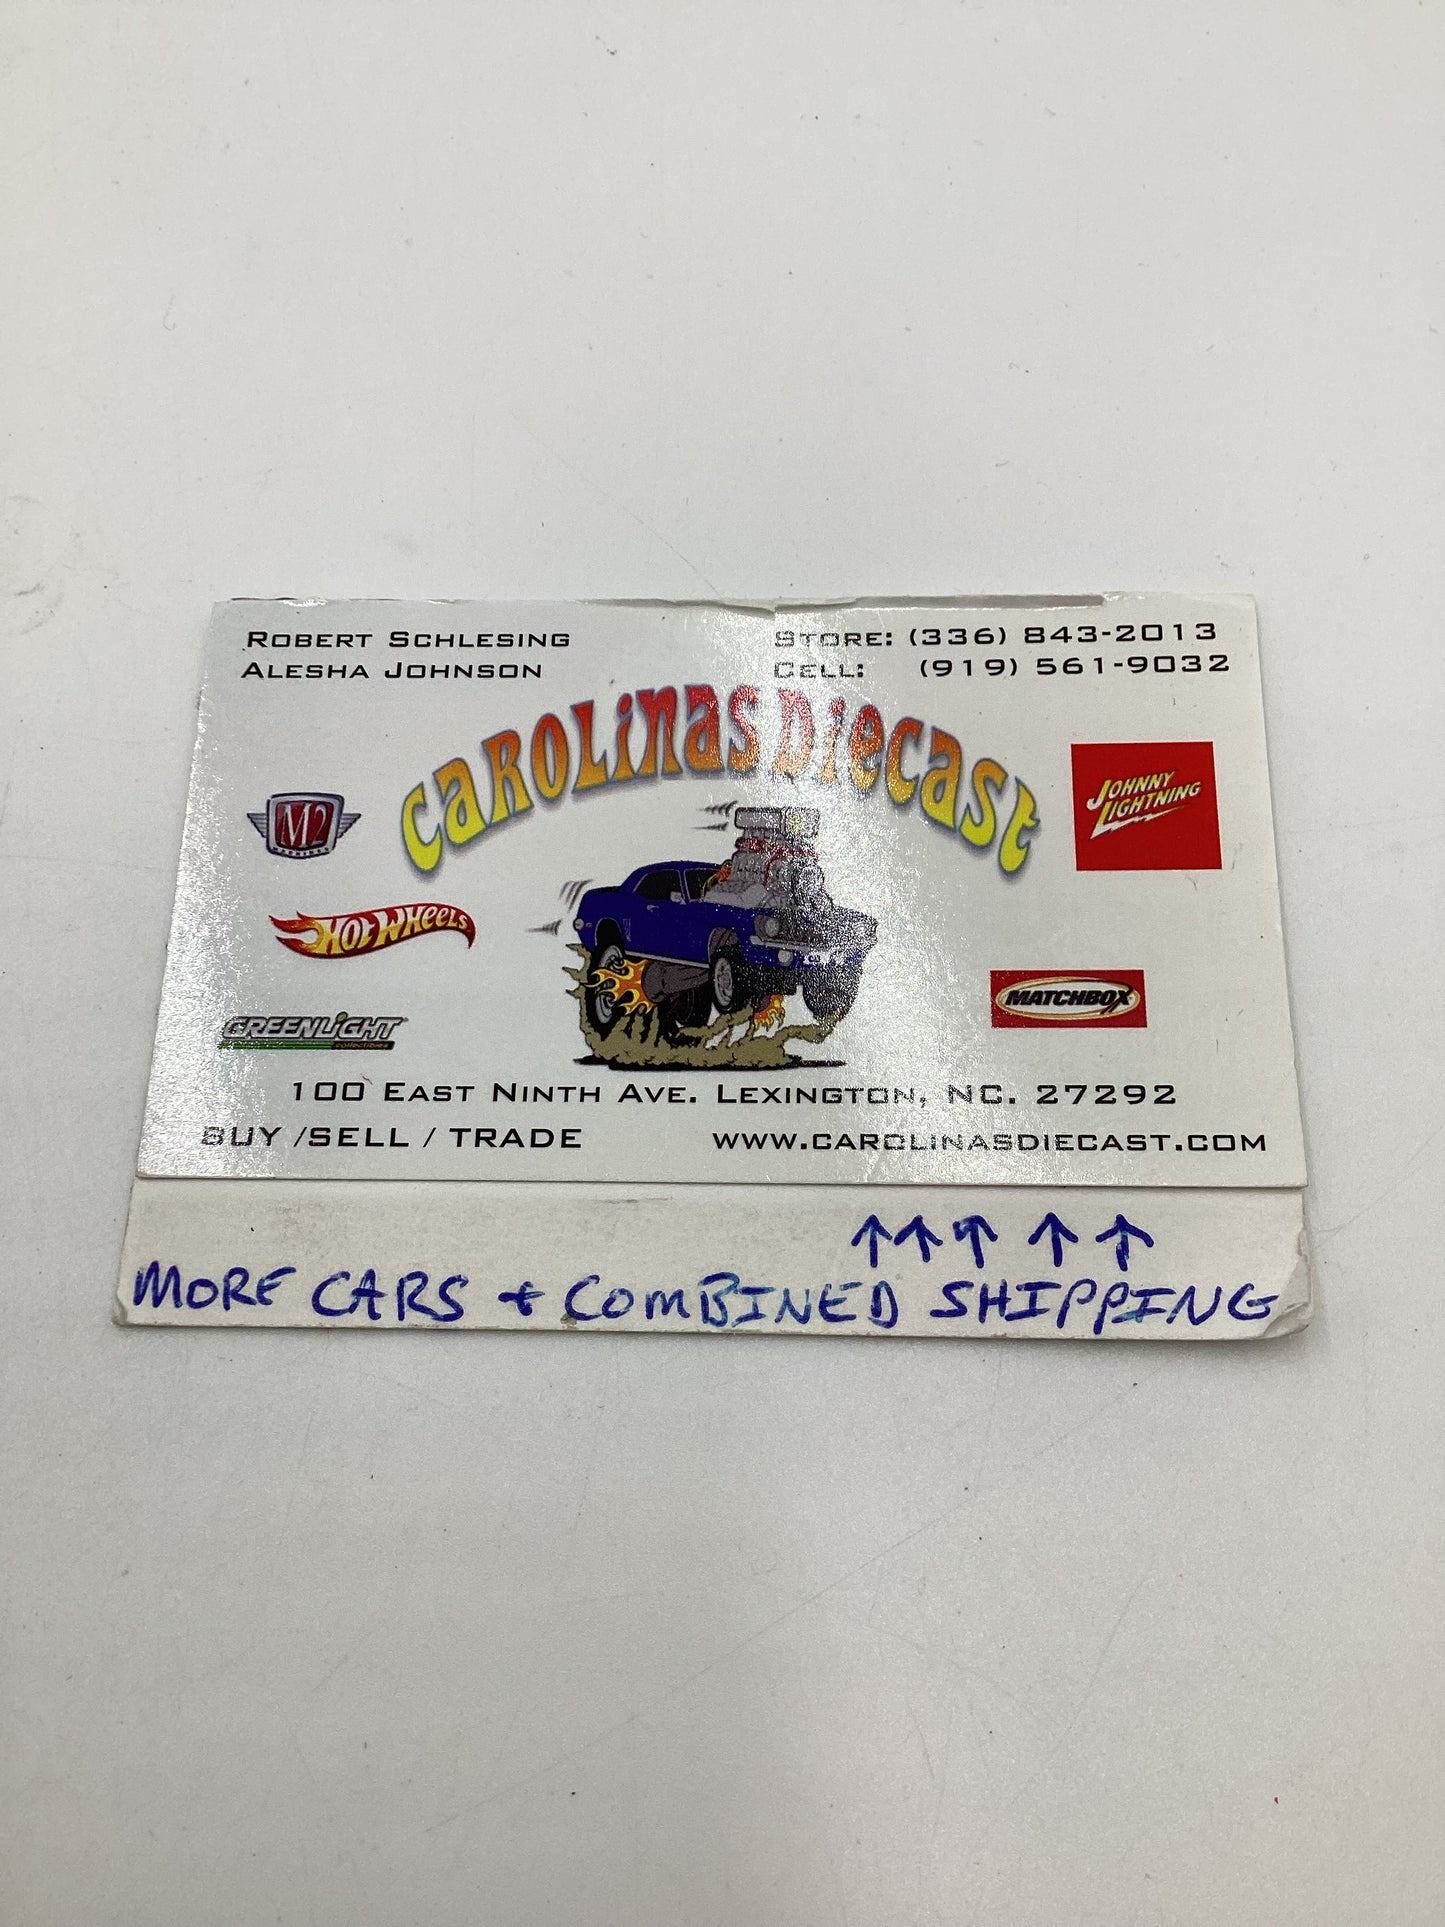 ROBERT SCHLESING
ALESHA JOHNSON
STORE: (336) 843-2013
CELL: (919) 561-9032
CAROLINAS DIECAST
M2
MACHINES
JOHNNY
LIGHTNING
HOT WHEELS
MATCHBOX
GREENLIGHT
collectibles
100 EAST NINTH AVE. LEXINGTON, NC. 27292
BUY /SELL / TRADE
WWW.CAROLINASDIECAST.COM
↑↑↑↑↑
MORE CARS + COMBINED SHIPPING